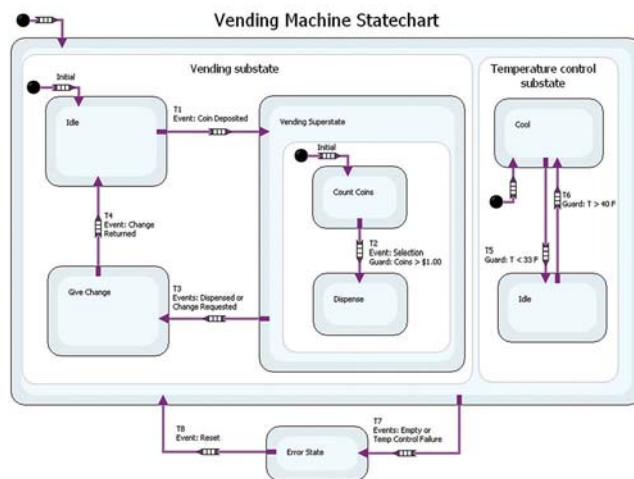 Vending Machine Statechart
Vending substate
Temperature control
substate
Initial
Idle
T1
Event: Coin Deposited
Vending Superstate
Initial
Count Coins
T2
Event: Selection
Guard: Coins > $1.00
Dispense
T4
Event: Change
Returned
Give Change
T3
Events: Dispensed or
Change Requested
Cool
T6
Guard: T > 40 F
T5
Guard: T < 33 F
Idle
T8
Event: Reset
Error State
T7
Events: Empty or
Temp Control Failure